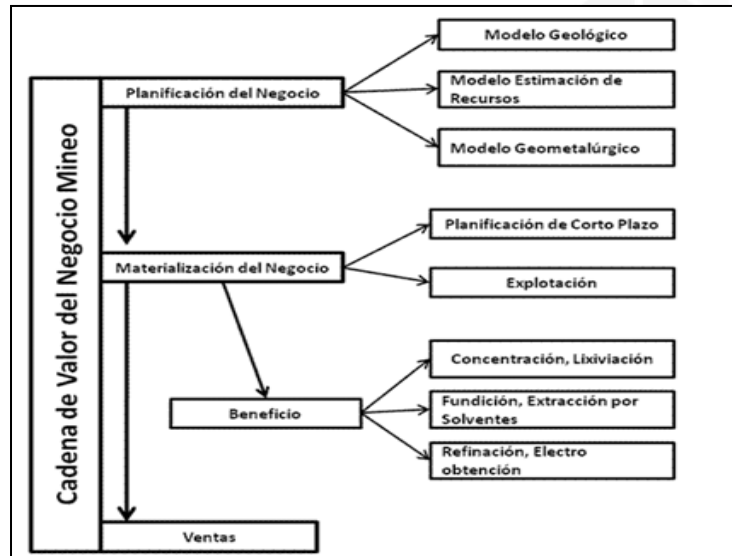 Cadena de Valor del Negocio Mineo
Planificación del Negocio
Modelo Geológico
Modelo Estimación de
Recursos
Modelo Geometalúrgico
Materialización del Negocio
Planificación de Corto Plazo
Explotación
Beneficio
Concentración, Lixiviación
Fundición, Extracción por
Solventes
Refinación, Electro
obtención
Ventas